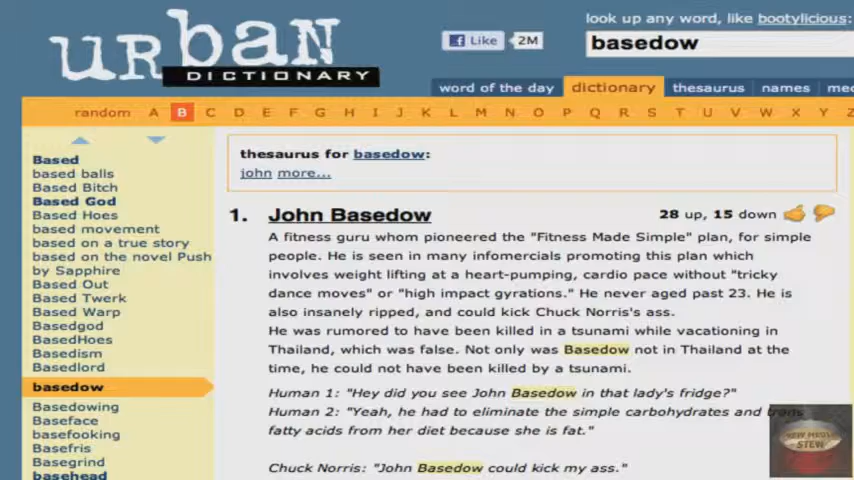 urban
DICTIONARY
Like 2M
look up any word, like bootylicious:
basedow
word of the day dictionary thesaurus names
random A B C D E F G H I J K L M N O P Q R S T U V W X Y Z
Based
based balls
Based Bitch
Based God
Based Hoes
based movement
based on a true story
based on the novel Push
by Sapphire
Based Out
Based Twerk
Based Warp
Basedgod
BasedHoes
Basedism
Basedlord
basedow
Basedowing
Baseface
basefooking
Basefris
Basegrind
basehead
thesaurus for basedow:
john more...
1. John Basedow
28 up, 15 down
A fitness guru whom pioneered the "Fitness Made Simple" plan, for simple
people. He is seen in many infomercials promoting this plan which
involves weight lifting at a heart-pumping, cardio pace without "tricky
dance moves" or "high impact gyrations." He never aged past 23. He is
also insanely ripped, and could kick Chuck Norris's ass.
He was rumored to have been killed in a tsunami while vacationing in
Thailand, which was false. Not only was Basedow not in Thailand at the
time, he could not have been killed by a tsunami.
Human 1: "Hey did you see John Basedow in that lady's fridge?"
Human 2: "Yeah, he had to eliminate the simple carbohydrates and trans
fatty acids from her diet because she is fat."
Chuck Norris: "John Basedow could kick my ass."
NEW MEDIA
STEW